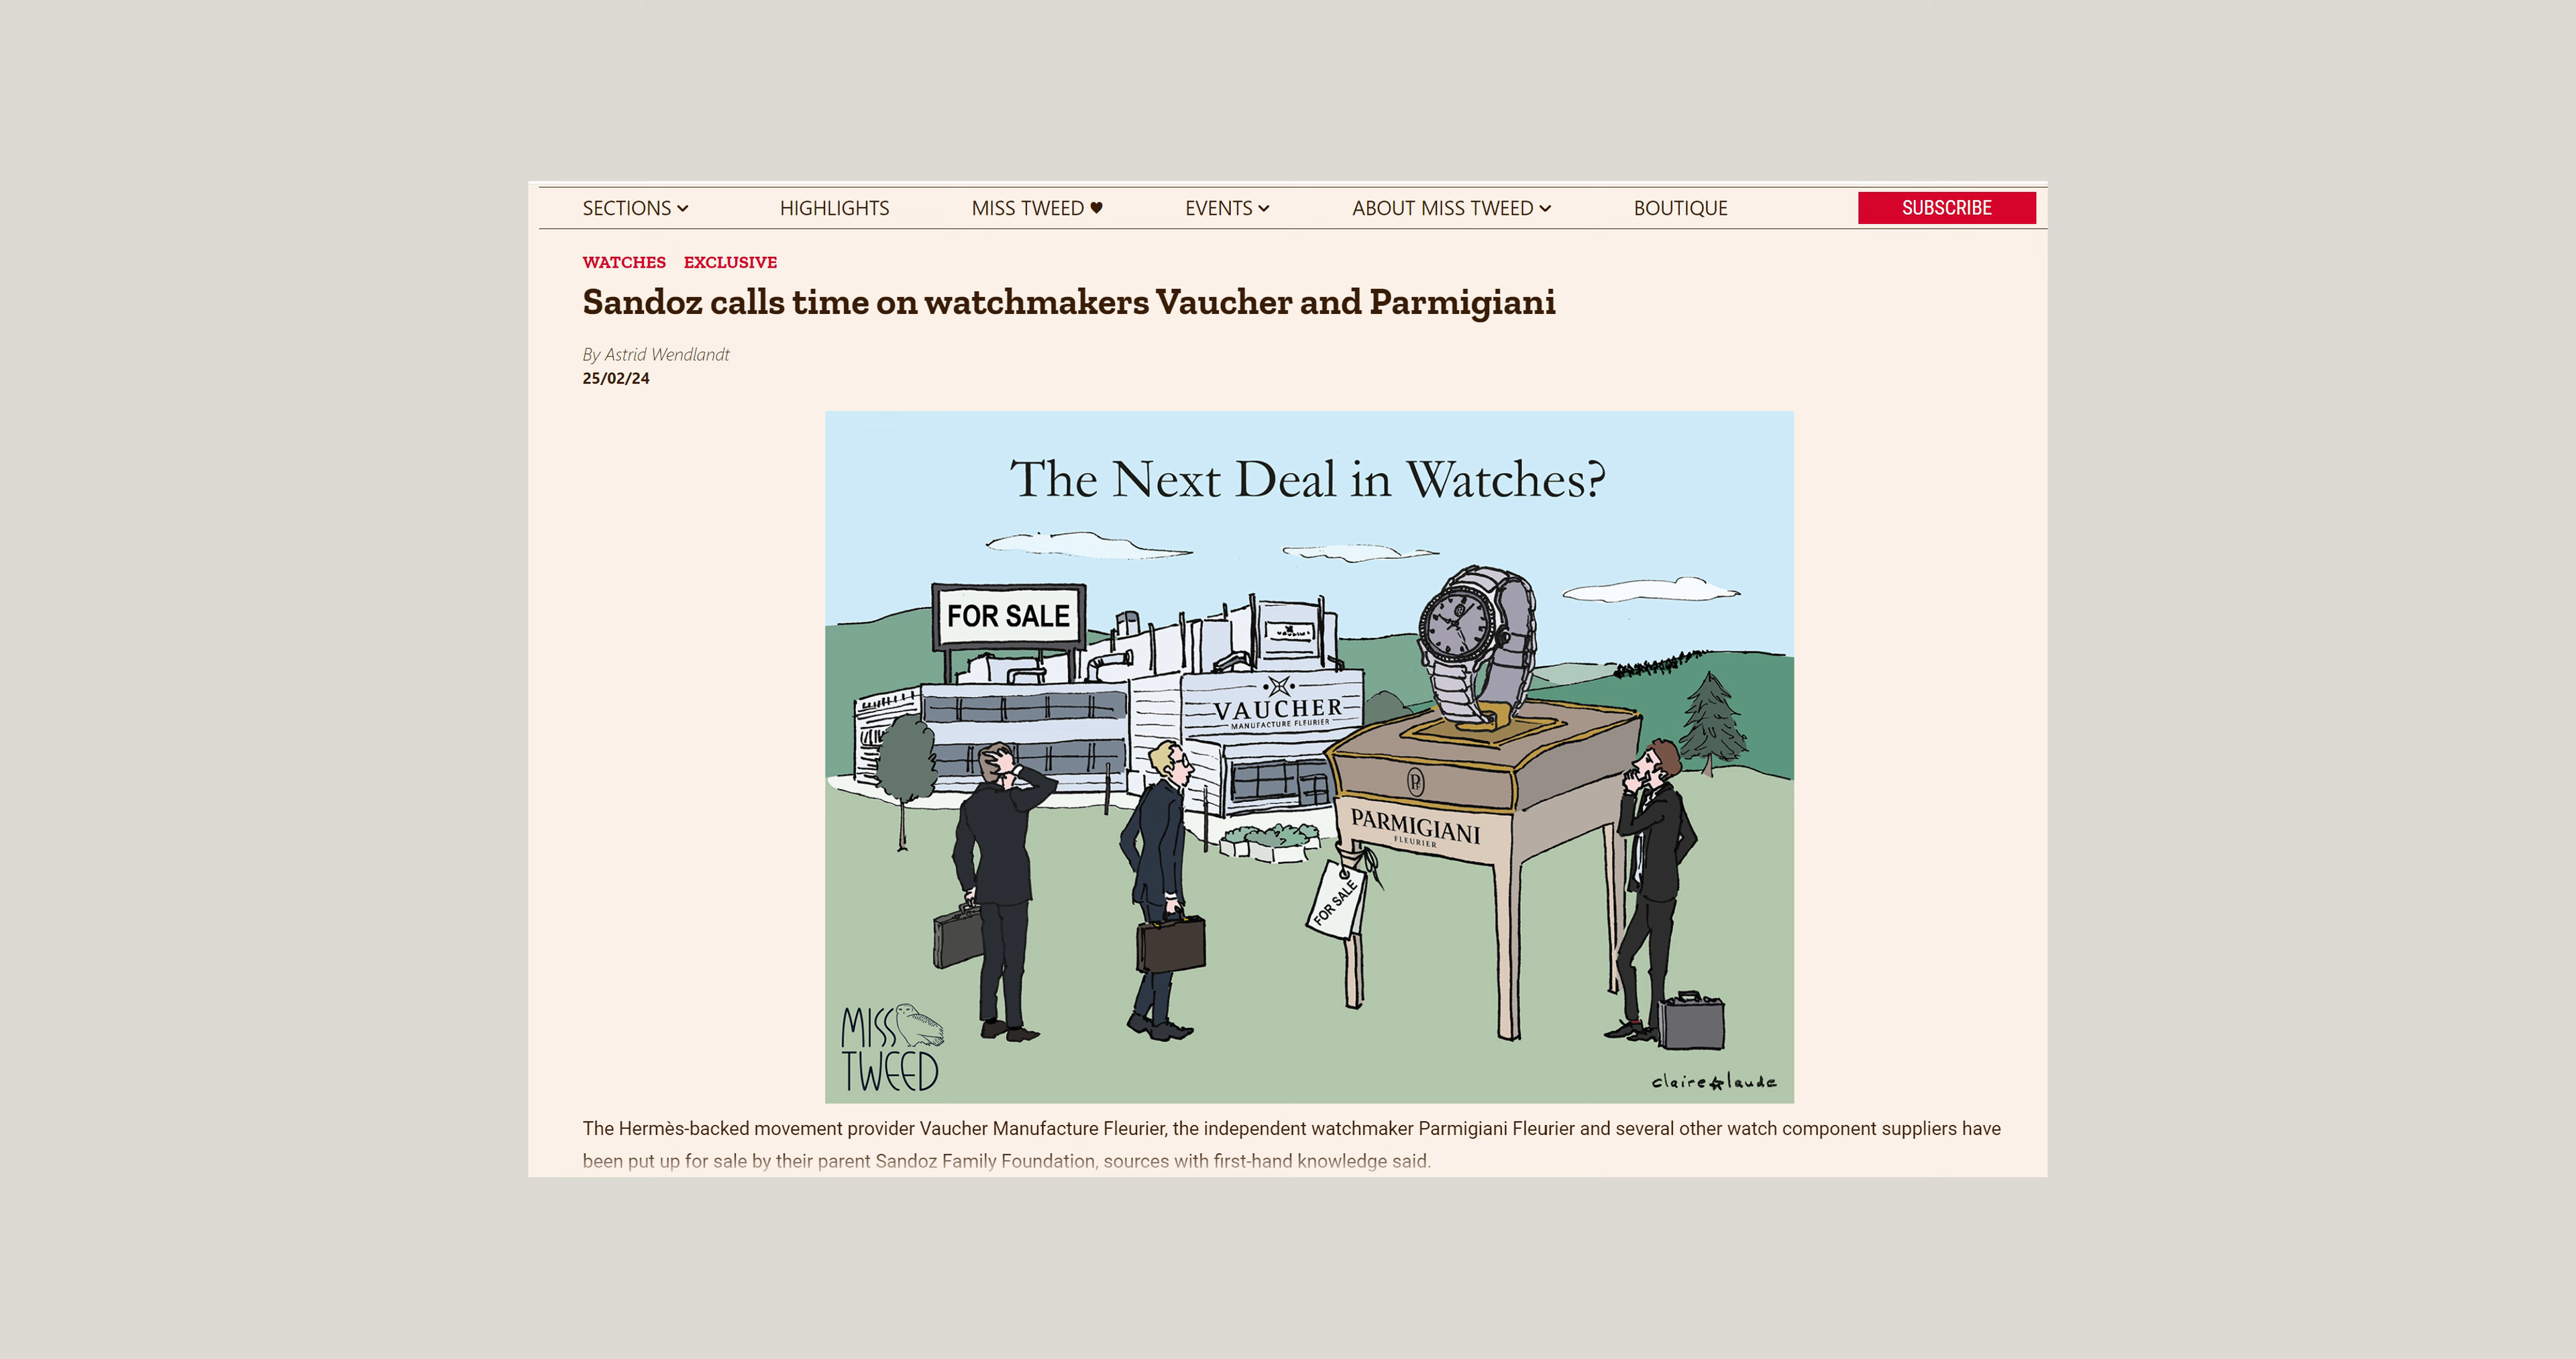 SECTIONS HIGHLIGHTS MISS TWEED EVENTS ABOUT MISS TWEED BOUTIQUE SUBSCRIBE
WATCHES EXCLUSIVE
Sandoz calls time on watchmakers Vaucher and Parmigiani
By Astrid Wendlandt
25/02/24
The Next Deal in Watches?
FOR SALE
VAUCHER
MANUFACTURE FLEURIER
PF
PARMIGIANI
FLEURIER
FOR SALE
MISS
TWEED
claire laude
The Hermès-backed movement provider Vaucher Manufacture Fleurier, the independent watchmaker Parmigiani Fleurier and several other watch component suppliers have
been put up for sale by their parent Sandoz Family Foundation, sources with first-hand knowledge said.